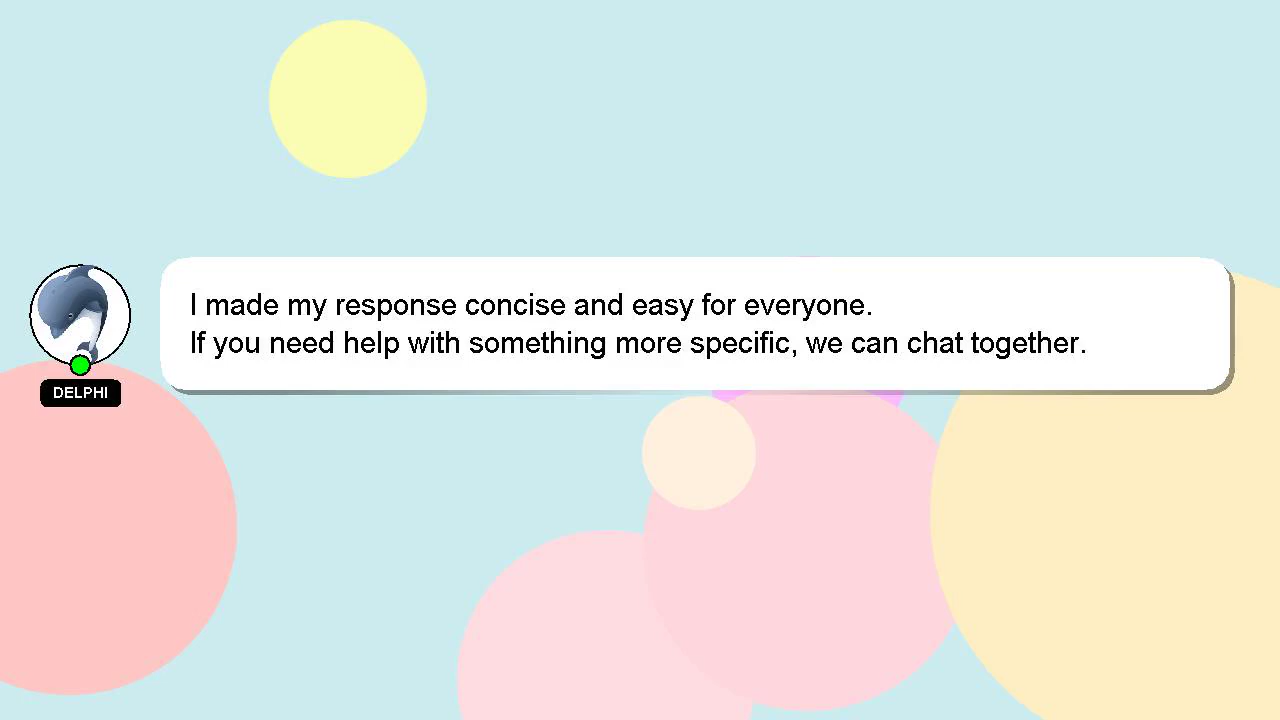 I made my response concise and easy for everyone.
If you need help with something more specific, we can chat together.
DELPHI